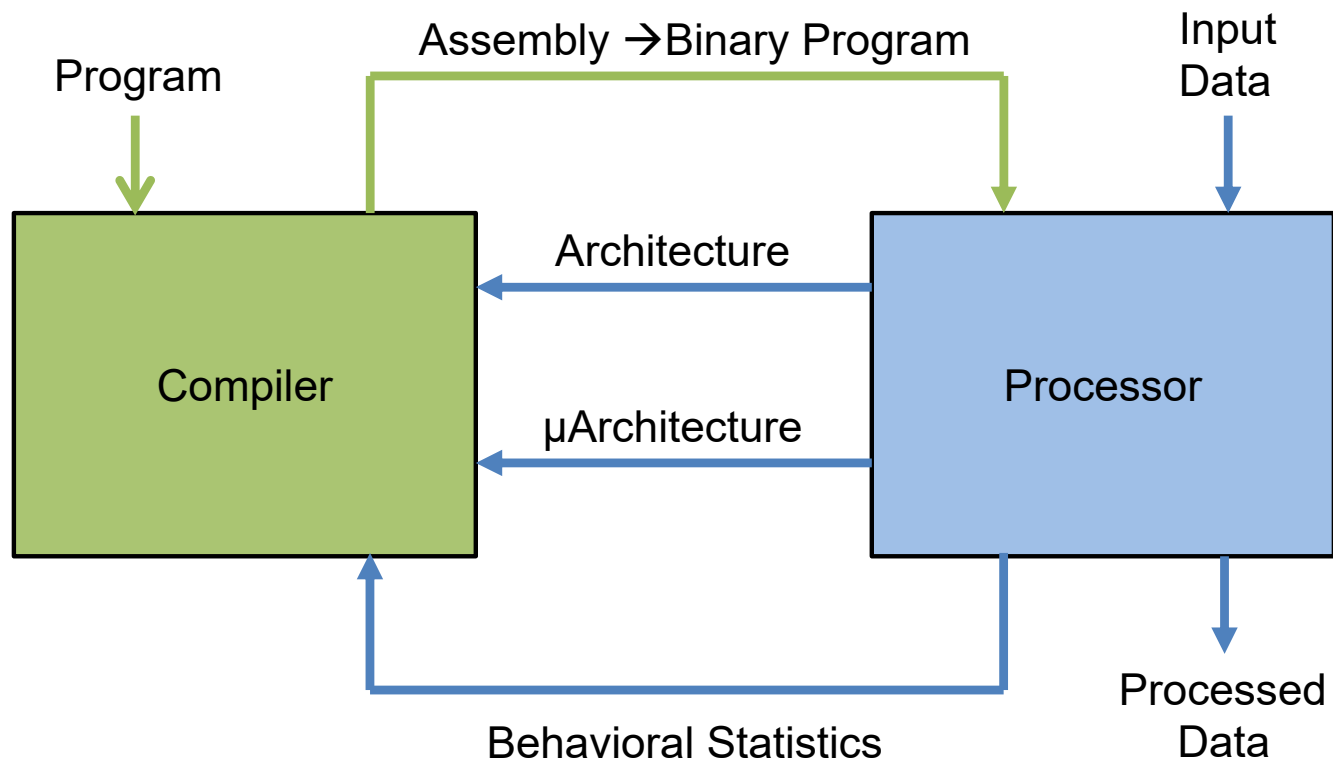 Assembly →Binary Program
Input
Data
Program
Architecture
Compiler
Processor
μArchitecture
Behavioral Statistics
Processed
Data